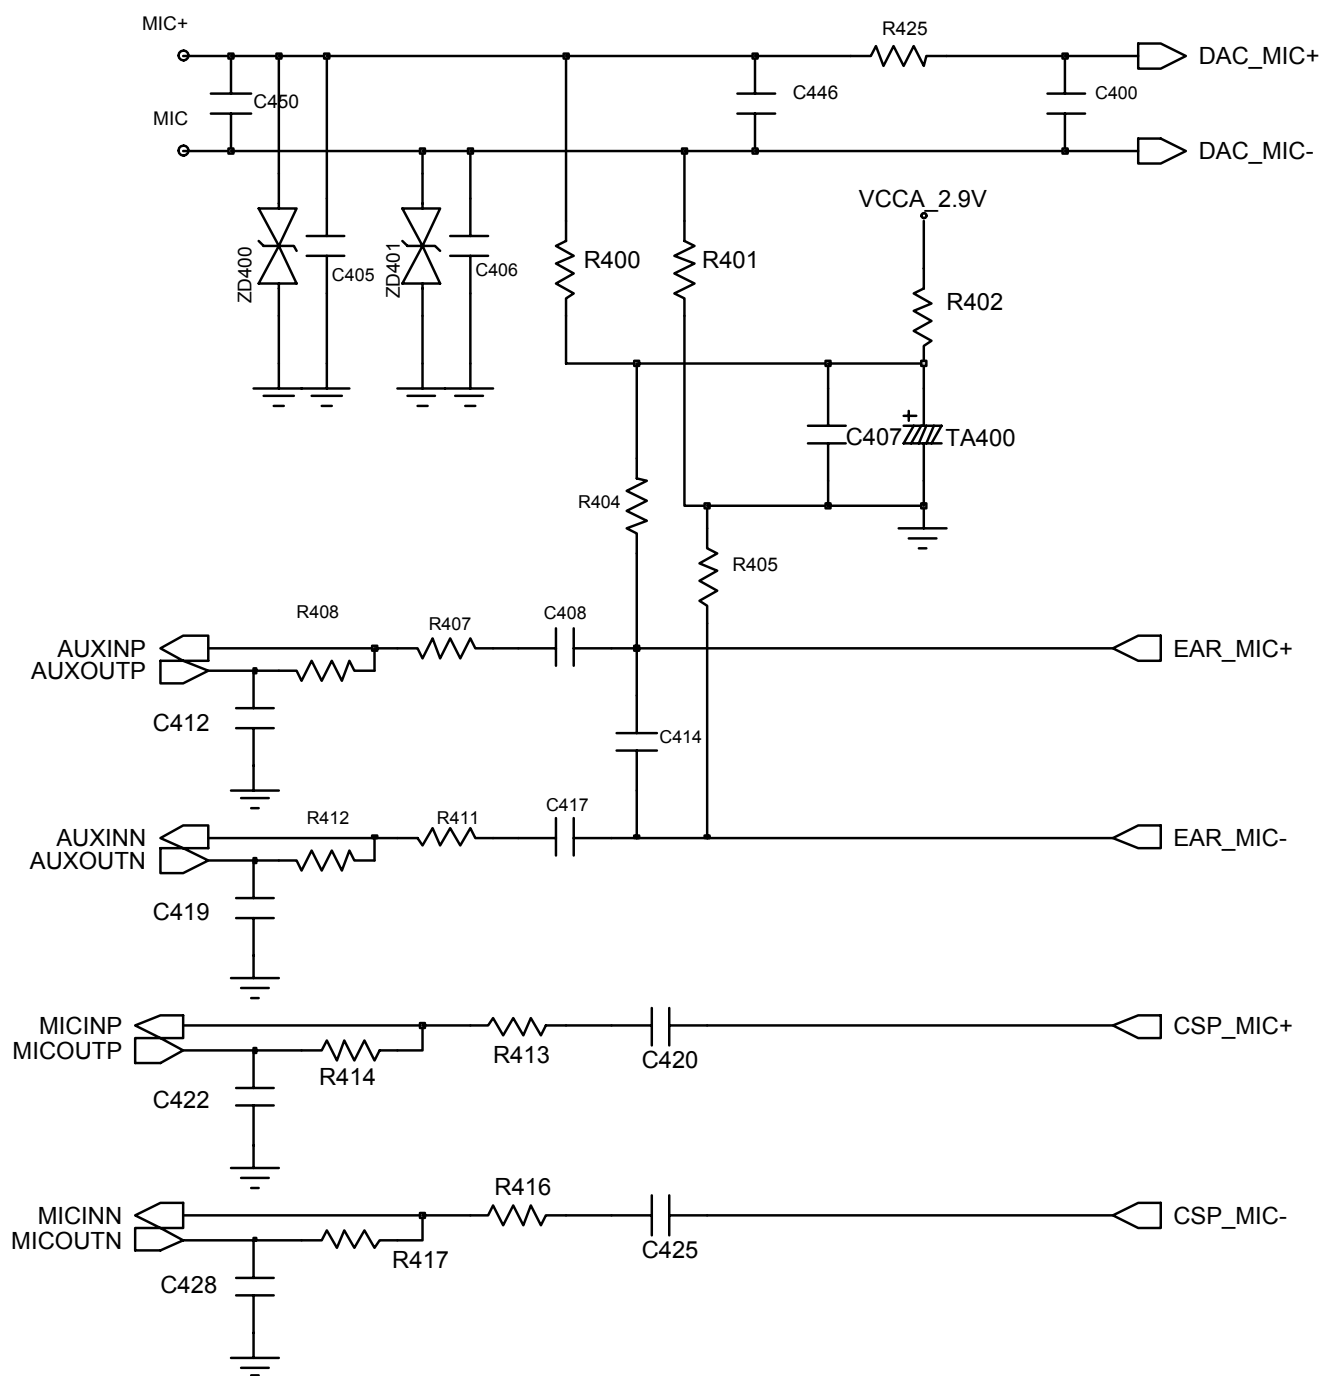 MIC+
R425
DAC_MIC+
C450
C446
C400
MIC
DAC_MIC-
VCCA_2.9V
ZD400
C405
ZD401
C406
R400
R401
R402
C407
+
TA400
R404
R405
R408
R407
C408
AUXINP
EAR_MIC+
AUXOUTP
C412
C414
R412
R411
C417
AUXINN
EAR_MIC-
AUXOUTN
C419
MICINP
CSP_MIC+
MICOUTP
R413
C420
R414
C422
R416
MICINN
CSP_MIC-
MICOUTN
R417
C425
C428